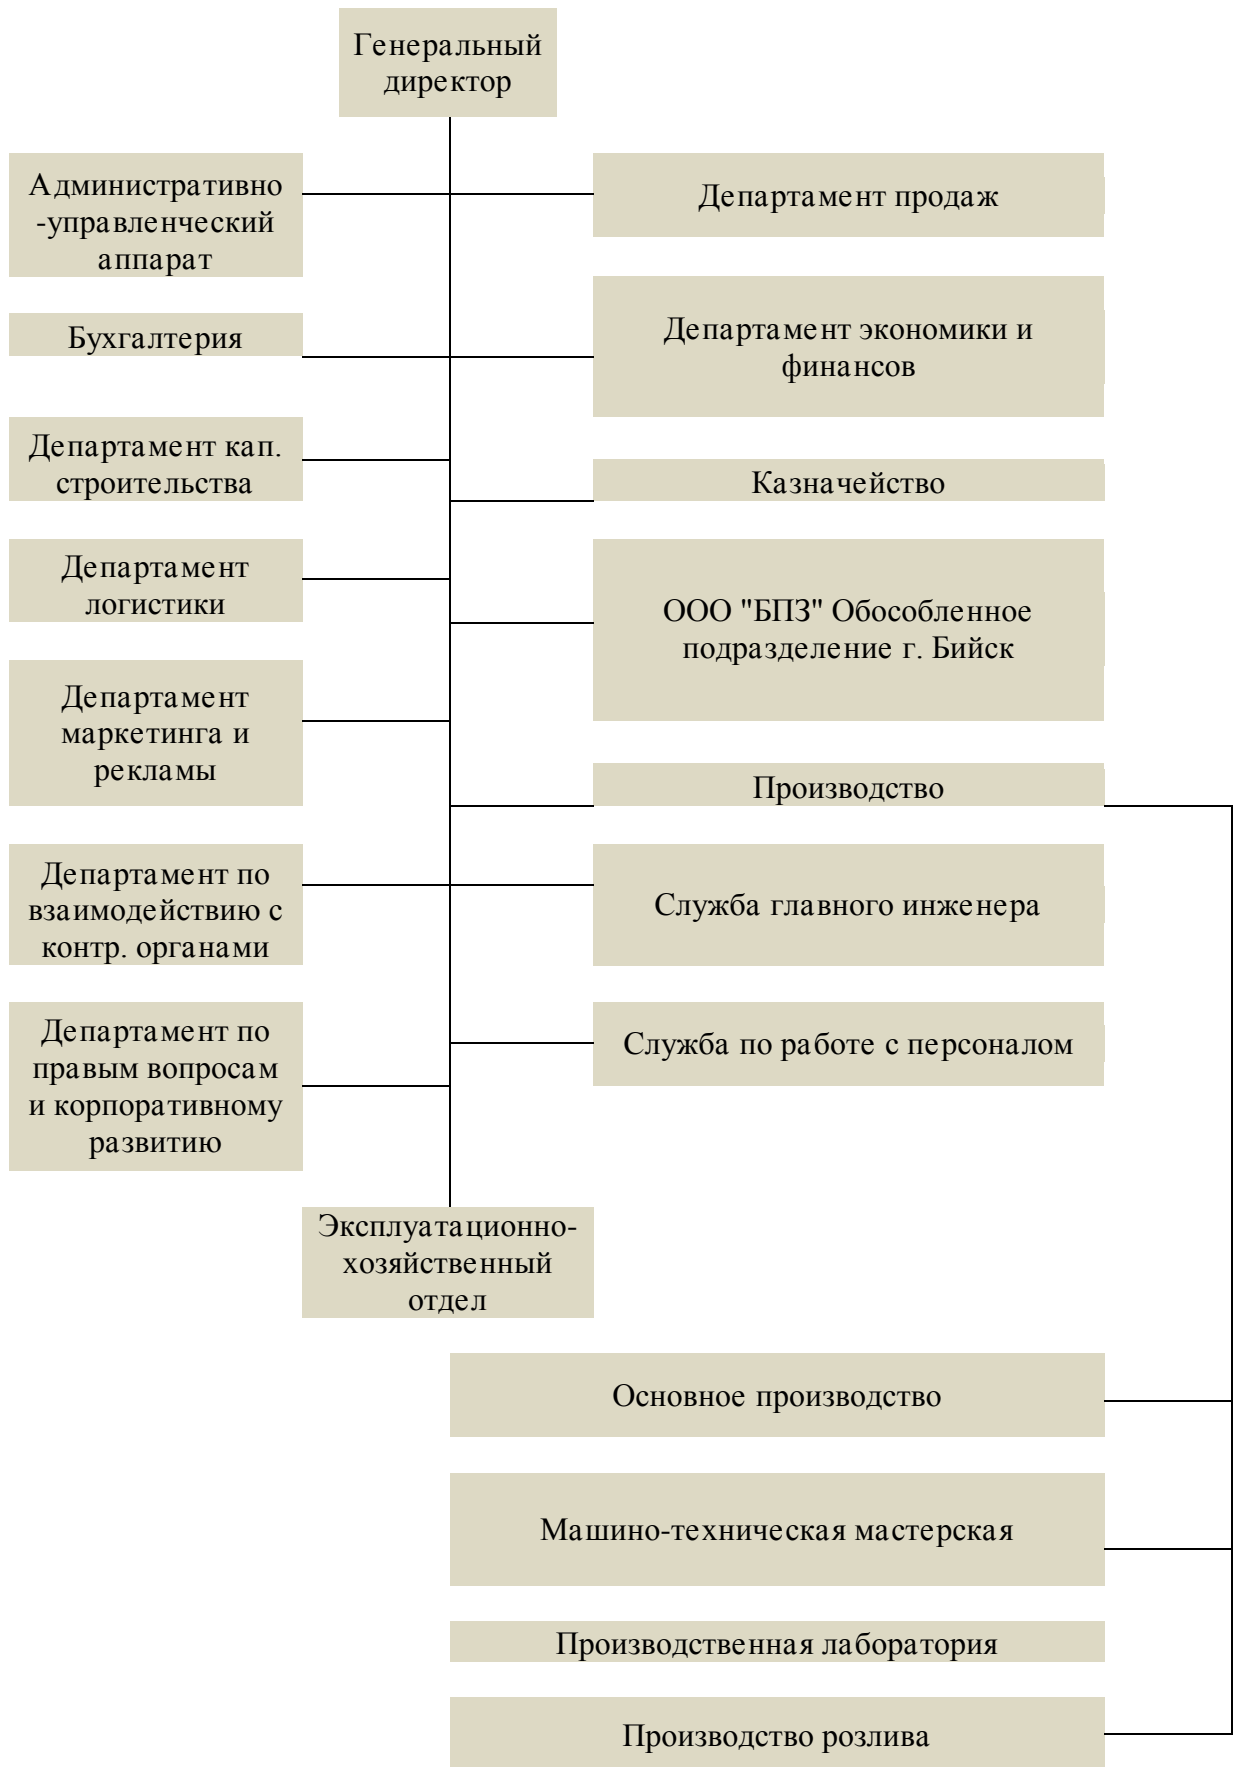 Генеральный
директор
Административно
-управленческий
аппарат
Департамент продаж
Бухгалтерия
Департамент экономики и
финансов
Департамент кап.
строительства
Казначейство
Департамент
логистики
ООО "БПЗ" Обособленное
подразделение г. Бийск
Департамент
маркетинга и
рекламы
Производство
Департамент по
взаимодействию с
контр. органами
Служба главного инженера
Департамент по
правым вопросам
и корпоративному
развитию
Служба по работе с персоналом
Эксплуатационно-
хозяйственный
отдел
Основное производство
Машино-техническая мастерская
Производственная лаборатория
Производство розлива